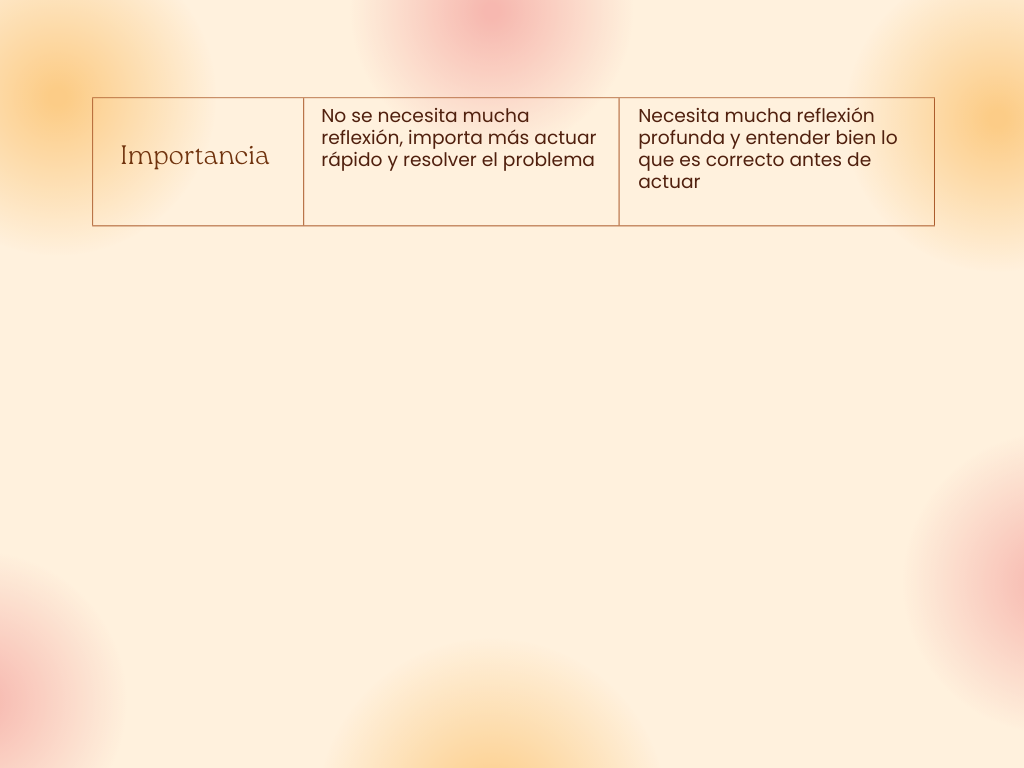 Importancia
No se necesita mucha
reflexión, importa más actuar
rápido y resolver el problema
Necesita mucha reflexión
profunda y entender bien lo
que es correcto antes de
actuar